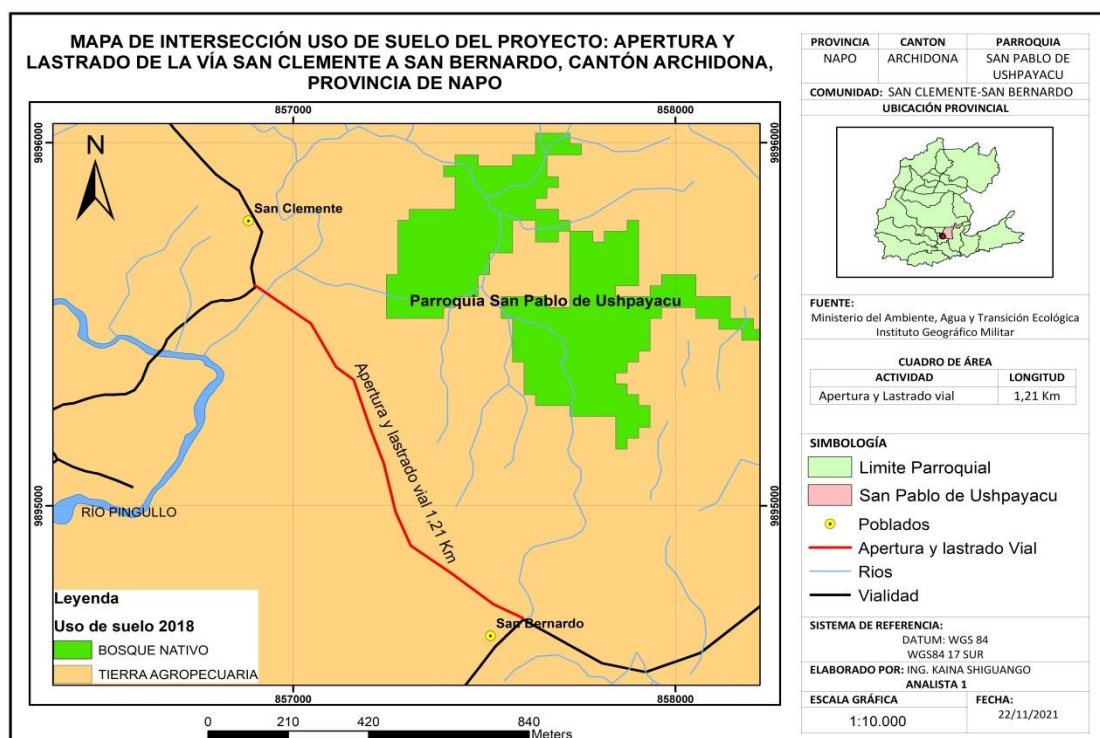 MAPA DE INTERSECCIÓN USO DE SUELO DEL PROYECTO: APERTURA Y
LASTRADO DE LA VÍA SAN CLEMENTE A SAN BERNARDO, CANTÓN ARCHIDONA,
PROVINCIA DE NAPO
857000
858000
9896000
9896000
N
San Clemente
Parroquia San Pablo de Ushpayacu
Apertura y lastrado vial 1,21 Km
9895000
9895000
RÍO PINGULLO
San Bernardo
Leyenda
Uso de suelo 2018
BOSQUE NATIVO
TIERRA AGROPECUARIA
857000
858000
0 210 420 840
Meters
PROVINCIA CANTON PARROQUIA
NAPO ARCHIDONA SAN PABLO DE
USHPAYACU
COMUNIDAD: SAN CLEMENTE-SAN BERNARDO
UBICACIÓN PROVINCIAL
FUENTE:
Ministerio del Ambiente, Agua y Transición Ecológica
Instituto Geográfico Militar
CUADRO DE ÁREA
ACTIVIDAD LONGITUD
Apertura y Lastrado vial 1,21 Km
SIMBOLOGÍA
Limite Parroquial
San Pablo de Ushpayacu
Poblados
Apertura y lastrado Vial
Rios
Vialidad
SISTEMA DE REFERENCIA:
DATUM: WGS 84
WGS84 17 SUR
ELABORADO POR: ING. KAINA SHIGUANGO
ANALISTA 1
ESCALA GRÁFICA
1:10.000
FECHA:
22/11/2021